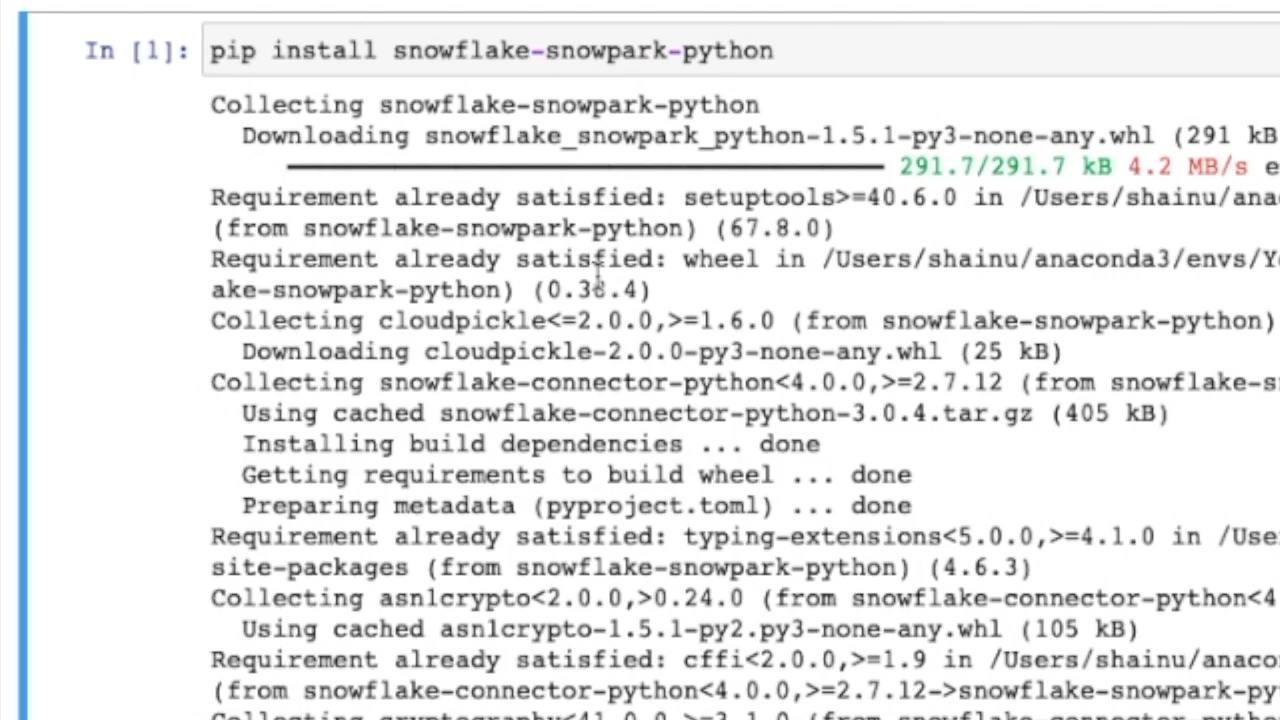 In [1]: pip install snowflake-snowpark-python
Collecting snowflake-snowpark-python
Downloading snowflake_snowpark_python-1.5.1-py3-none-any.whl (291 kB
291.7/291.7 kB 4.2 MB/s e
Requirement already satisfied: setuptools>=40.6.0 in /Users/shainu/ana
(from snowflake-snowpark-python) (67.8.0)
Requirement already satisfied: wheel in /Users/shainu/anaconda3/envs/Y
ake-snowpark-python) (0.38.4)
Collecting cloudpickle<=2.0.0,>=1.6.0 (from snowflake-snowpark-python)
Downloading cloudpickle-2.0.0-py3-none-any.whl (25 kB)
Collecting snowflake-connector-python<4.0.0,>=2.7.12 (from snowflake-s
Using cached snowflake-connector-python-3.0.4.tar.gz (405 kB)
Installing build dependencies ... done
Getting requirements to build wheel ... done
Preparing metadata (pyproject.toml) ... done
Requirement already satisfied: typing-extensions<5.0.0,>=4.1.0 in /Use
site-packages (from snowflake-snowpark-python) (4.6.3)
Collecting asn1crypto<2.0.0,>0.24.0 (from snowflake-connector-python<4
Using cached asn1crypto-1.5.1-py2.py3-none-any.whl (105 kB)
Requirement already satisfied: cffi<2.0.0,>=1.9 in /Users/shainu/anaco
(from snowflake-connector-python<4.0.0,>=2.7.12->snowflake-snowpark-py